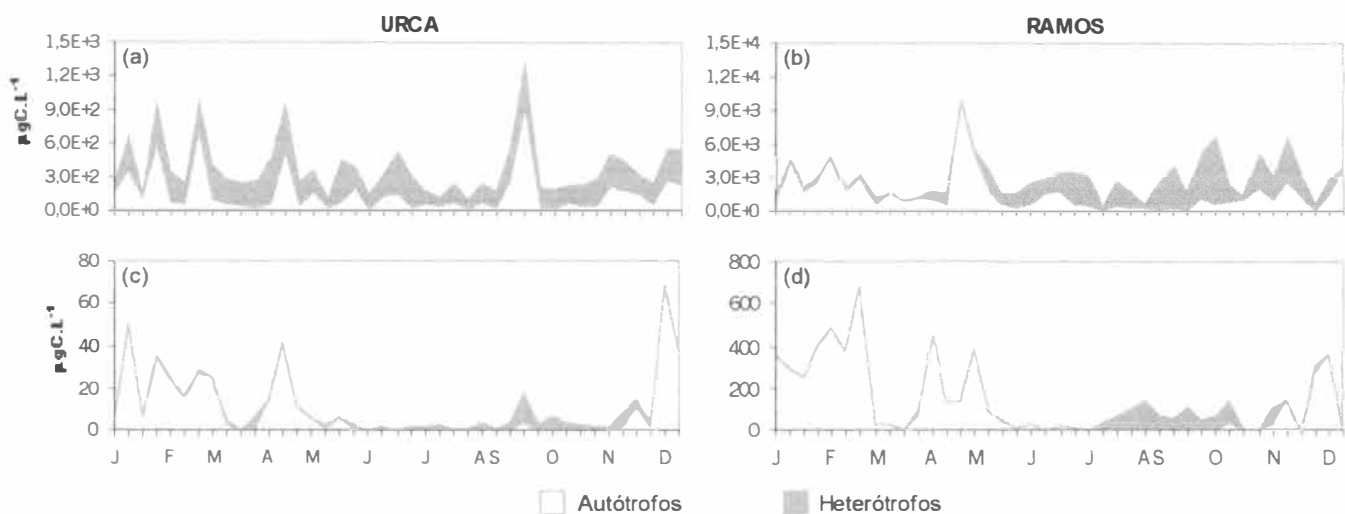 URCA
RAMOS
µgC.L⁻¹
1,5E+3
1,2E+3
9,0E+2
6,0E+2
3,0E+2
0,0E+0
(a)
1,5E+4
1,2E+4
9,0E+3
6,0E+3
3,0E+3
0,0E+0
(b)
µgC.L⁻¹
80
60
40
20
0
(c)
800
600
400
200
0
(d)
J F M A M J J A S O N D
J F M A M J J A S O N D
Autótrofos
Heterótrofos